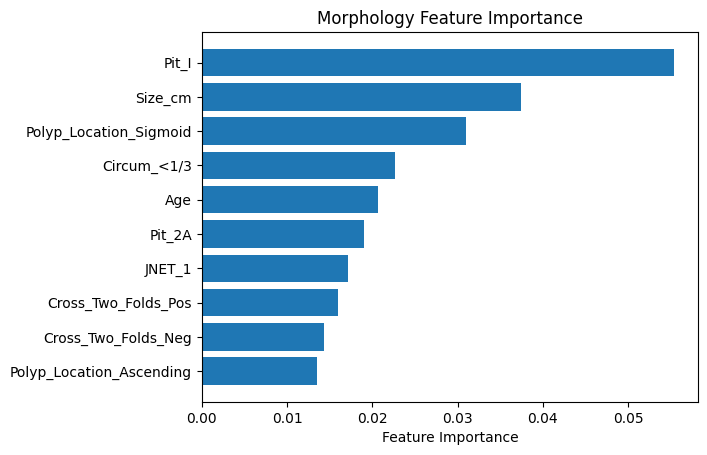 Morphology Feature Importance
Pit_I
Size_cm
Polyp_Location_Sigmoid
Circum_<1/3
Age
Pit_2A
JNET_1
Cross_Two_Folds_Pos
Cross_Two_Folds_Neg
Polyp_Location_Ascending
0.00 0.01 0.02 0.03 0.04 0.05
Feature Importance